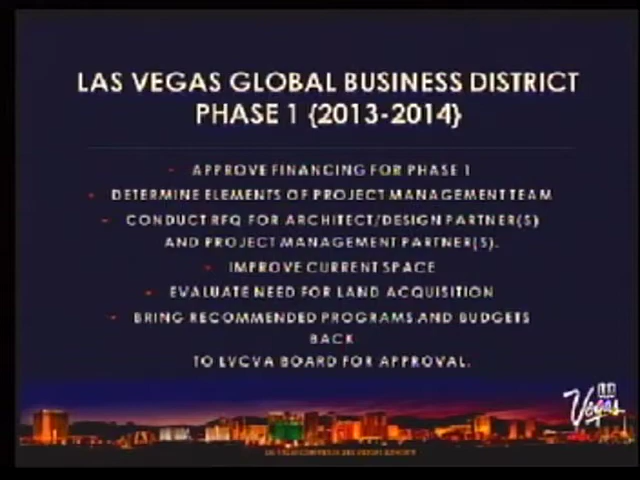 LAS VEGAS GLOBAL BUSINESS DISTRICT
PHASE 1 {2013-2014}
- APPROVE FINANCING FOR PHASE 1
- DETERMINE ELEMENTS OF PROJECT MANAGEMENT TEAM
- CONDUCT RFQ FOR ARCHITECT/DESIGN PARTNER(S)
AND PROJECT MANAGEMENT PARTNER(S).
- IMPROVE CURRENT SPACE
- EVALUATE NEED FOR LAND ACQUISITION
- BRING RECOMMENDED PROGRAMS AND BUDGETS
BACK
TO LVCVA BOARD FOR APPROVAL.
Vegas